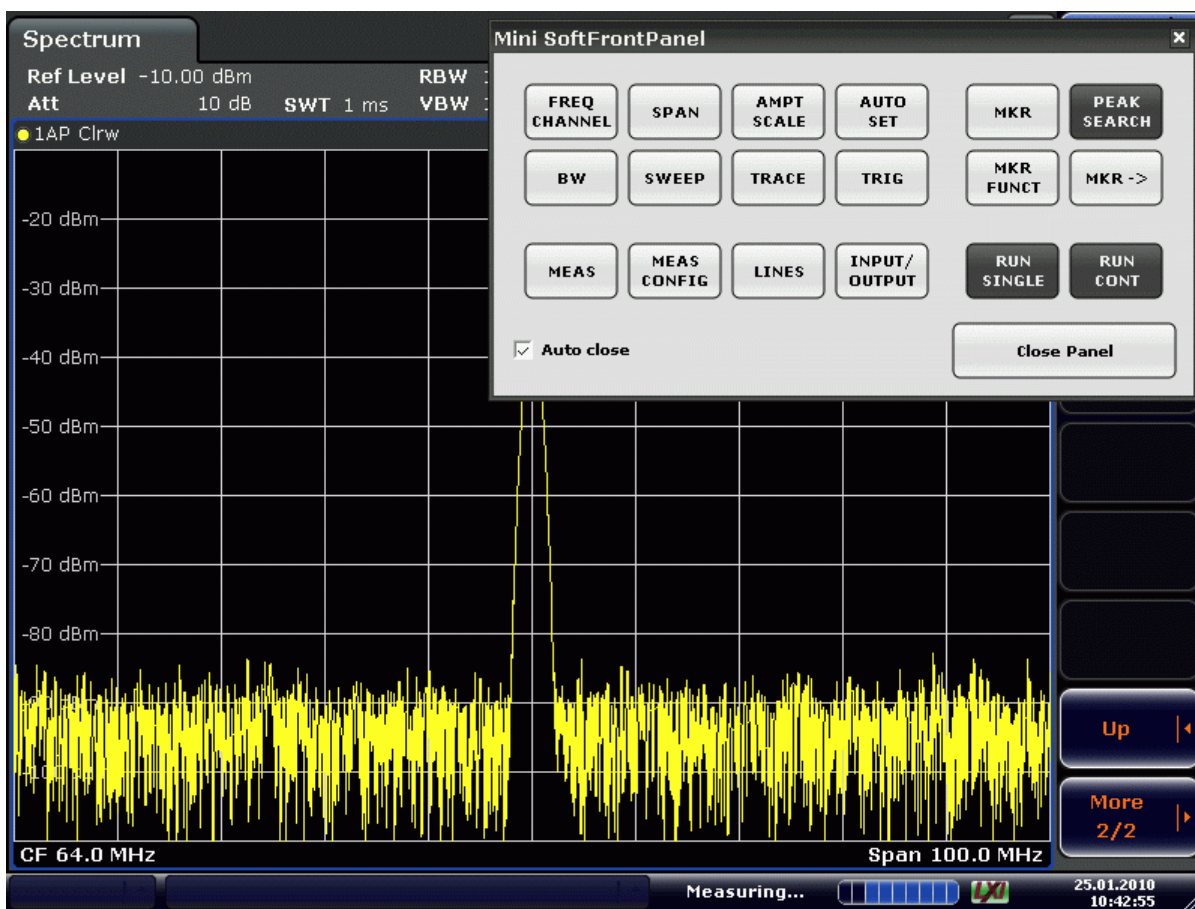 Spectrum
Ref Level -10.00 dBm RBW
Att 10 dB SWT 1 ms VBW
1AP Clrw
-20 dBm
-30 dBm
-40 dBm
-50 dBm
-60 dBm
-70 dBm
-80 dBm
CF 64.0 MHz Span 100.0 MHz
Mini SoftFrontPanel
FREQ CHANNEL SPAN AMPT SCALE AUTO SET MKR PEAK SEARCH
BW SWEEP TRACE TRIG MKR FUNCT MKR ->
MEAS MEAS CONFIG LINES INPUT/ OUTPUT RUN SINGLE RUN CONT
Auto close Close Panel
Up
More
2/2
Measuring... LXI 25.01.2010
10:42:55